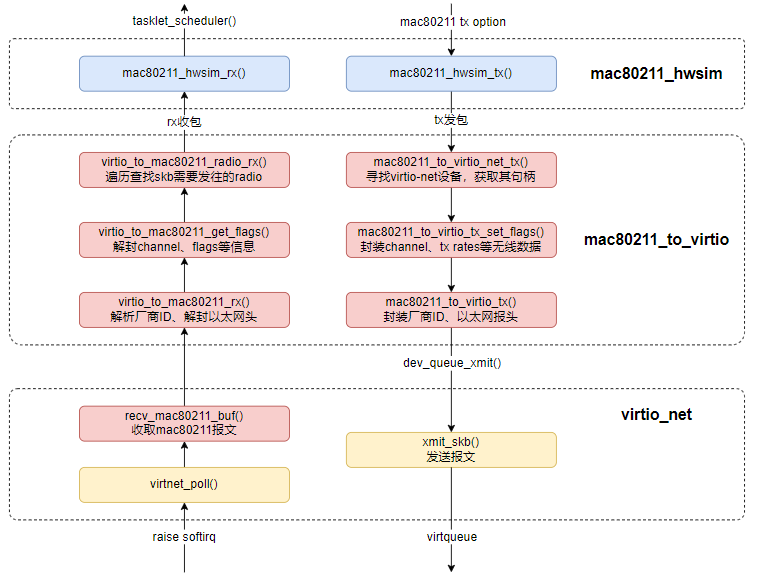 tasklet_scheduler()
mac80211 tx option
mac80211_hwsim_rx()
mac80211_hwsim_tx()
mac80211_hwsim
rx收包
tx发包
virtio_to_mac80211_radio_rx()
遍历查找skb需要发往的radio
mac80211_to_virtio_net_tx()
寻找virtio-net设备，获取其句柄
virtio_to_mac80211_get_flags()
解封channel、flags等信息
mac80211_to_virtio_tx_set_flags()
封装channel、tx rates等无线数据
mac80211_to_virtio
virtio_to_mac80211_rx()
解析厂商ID、解封以太网头
mac80211_to_virtio_tx()
封装厂商ID、以太网报头
dev_queue_xmit()
recv_mac80211_buf()
收取mac80211报文
virtio_net
xmit_skb()
发送报文
virtnet_poll()
raise softirq
virtqueue